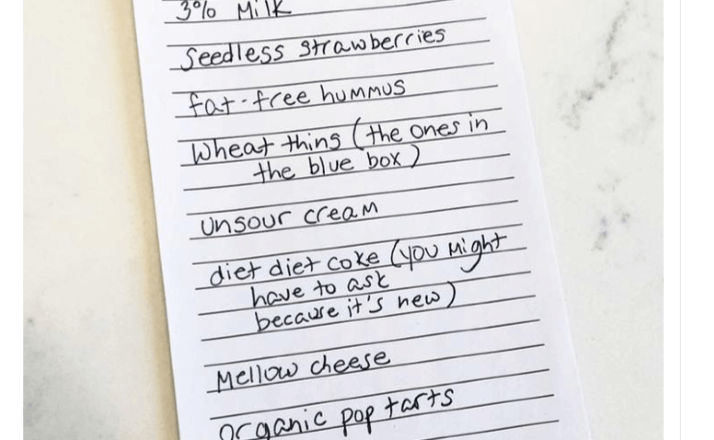 3% Milk
Seedless strawberries
fat-free hummus
Wheat thing (the ones in
the blue box)
unsour cream
diet diet coke (you might
have to ask
because it's new)
Mellow cheese
organic pop tarts